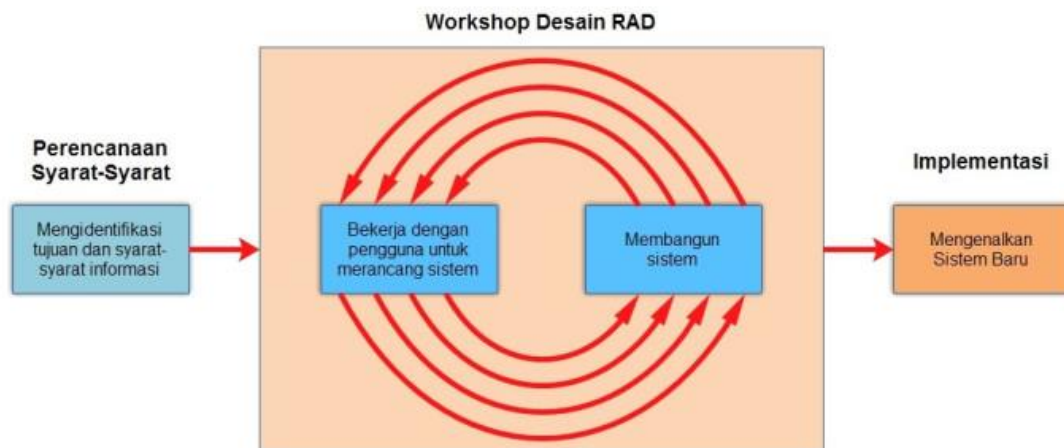 Workshop Desain RAD
Perencanaan
Syarat-Syarat
Mengidentifikasi
tujuan dan syarat-
syarat informasi
Bekerja dengan
pengguna untuk
merancang sistem
Membangun
sistem
Implementasi
Mengenalkan
Sistem Baru